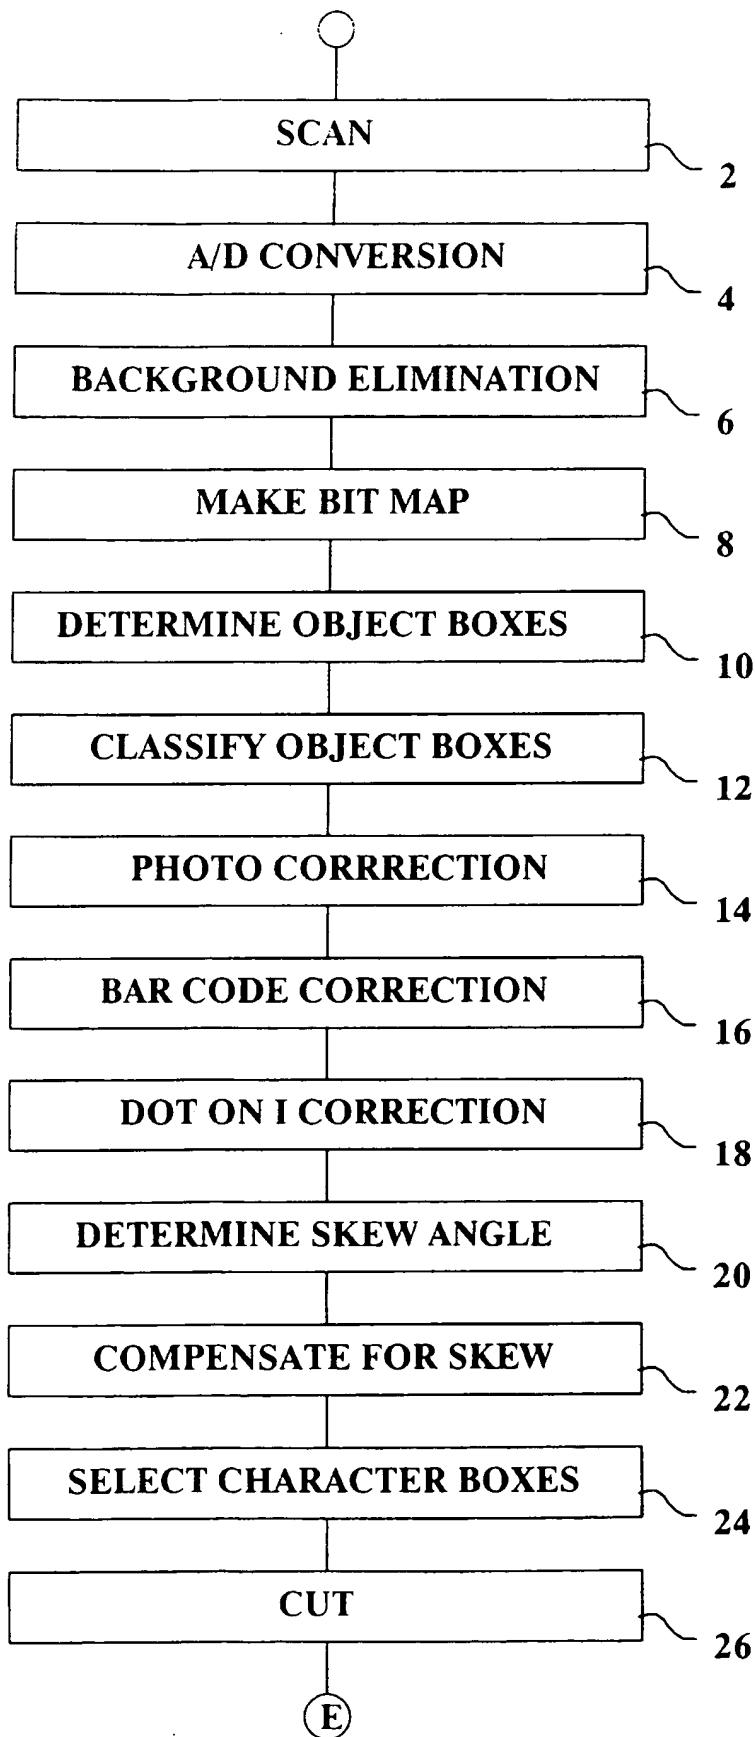 SCAN
2
A/D CONVERSION
4
BACKGROUND ELIMINATION
6
MAKE BIT MAP
8
DETERMINE OBJECT BOXES
10
CLASSIFY OBJECT BOXES
12
PHOTO CORRRECTION
14
BAR CODE CORRECTION
16
DOT ON I CORRECTION
18
DETERMINE SKEW ANGLE
20
COMPENSATE FOR SKEW
22
SELECT CHARACTER BOXES
24
CUT
26
E